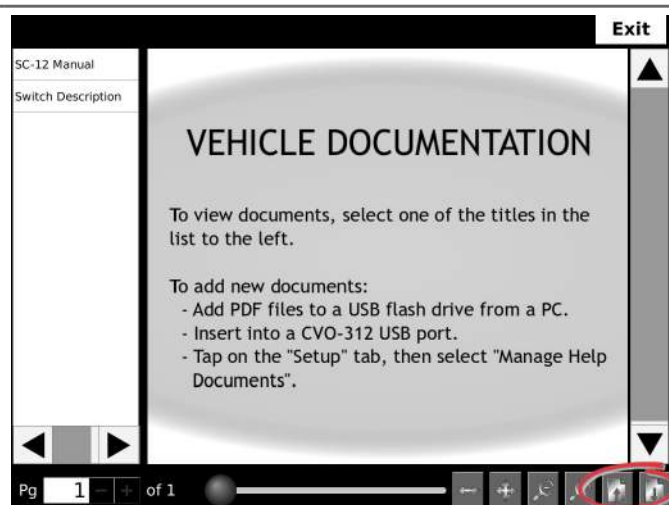 Exit
SC-12 Manual
Switch Description
VEHICLE DOCUMENTATION
To view documents, select one of the titles in the
list to the left.
To add new documents:
- Add PDF files to a USB flash drive from a PC.
- Insert into a CVO-312 USB port.
- Tap on the "Setup" tab, then select "Manage Help
Documents".
Pg 1 - + of 1